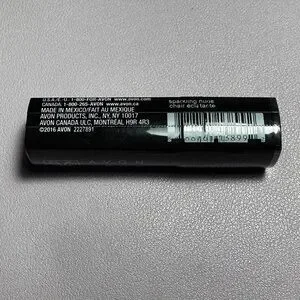 U.S.A./E.-U. 1-800-FOR-AVON www.avon.com
CANADA: 1-800-265-AVON www.avon.ca
MADE IN MEXICO/FAIT AU MEXIQUE
AVON PRODUCTS, INC., NY, NY 10017
AVON CANADA ULC, MONTRÉAL H9R 4R3
©2016 AVON 2227891
sparkling nude
chair éclatante